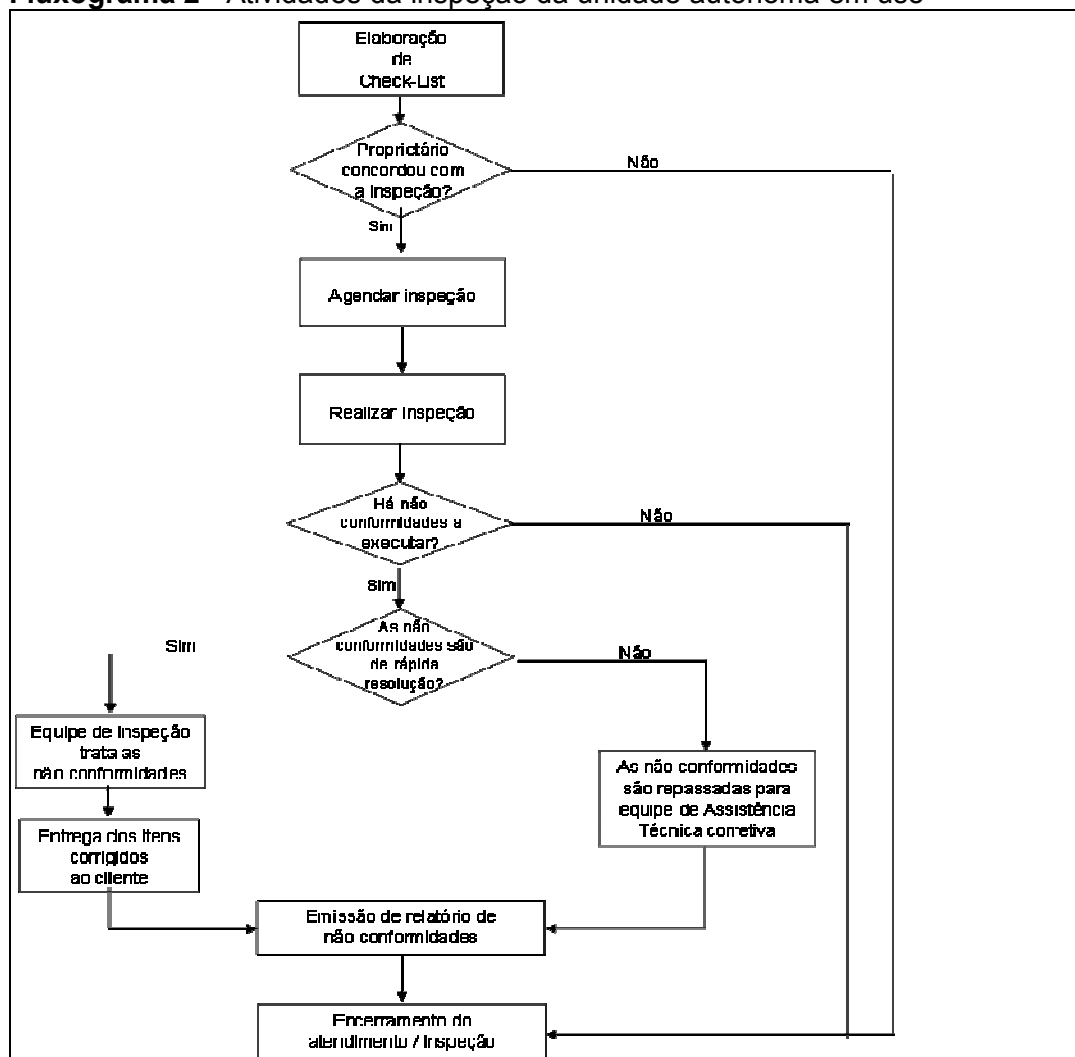 Fluxograma 2 - Atividades da inspeção da unidade autônoma em uso
Elaboração
de
Check-List
Proprietário
concordou com
a Inspeção?
Não
Sim
Agendar inspeção
Realizar Inspeção
Há não
conformidades a
executar?
Não
Sim
As não
conformidades são
de rápida
resolução?
Sim
Não
Equipe de Inspeção
trata as
não conformidades
As não conformidades
são repassadas para
equipe de Assistência
Técnica corretiva
Entrega dos Itens
corrigidos
ao cliente
Emissão de relatório de
não conformidades
Encerramento do
atendimento / Inspeção